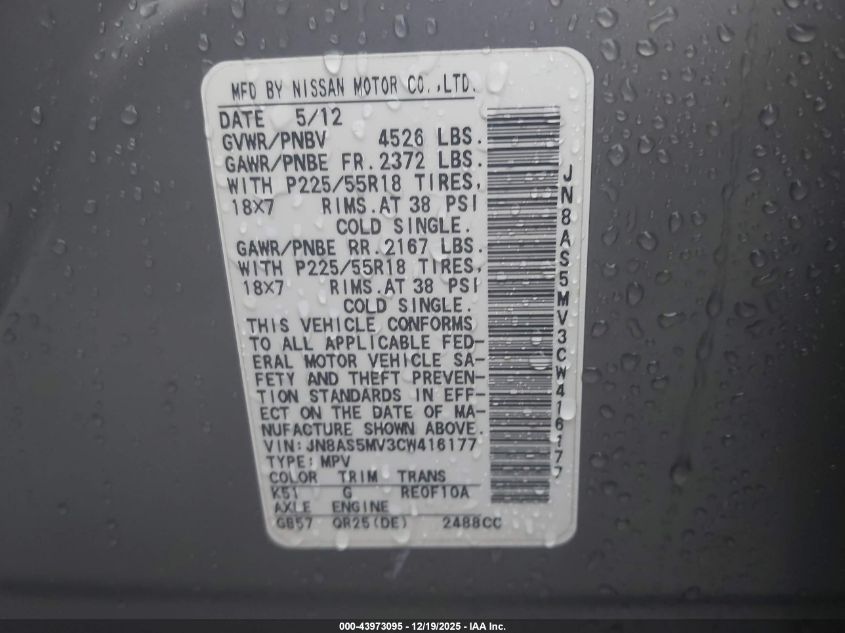 MFD BY NISSAN MOTOR CO.,LTD.
DATE 5/12
GVWR/PNBV 4526 LBS.
GAWR/PNBE FR.2372 LBS.
WITH P225/55R18 TIRES,
18X7 RIMS.AT 38 PSI
COLD SINGLE.
GAWR/PNBE RR.2167 LBS.
WITH P225/55R18 TIRES,
18X7 RIMS.AT 38 PSI
COLD SINGLE.
THIS VEHICLE CONFORMS
TO ALL APPLICABLE FED-
ERAL MOTOR VEHICLE SA-
FETY AND THEFT PREVEN-
TION STANDARDS IN EFF-
ECT ON THE DATE OF MA-
NUFACTURE SHOWN ABOVE.
VIN:JN8AS5MV3CW416177
TYPE:MPV
COLOR TRIM TRANS
K51 G RE0F10A
AXLE ENGINE
GB57 QR25(DE) 2488CC
JN8AS5MV3CW416177
000-43973095 - 12/19/2025 - IAA Inc.